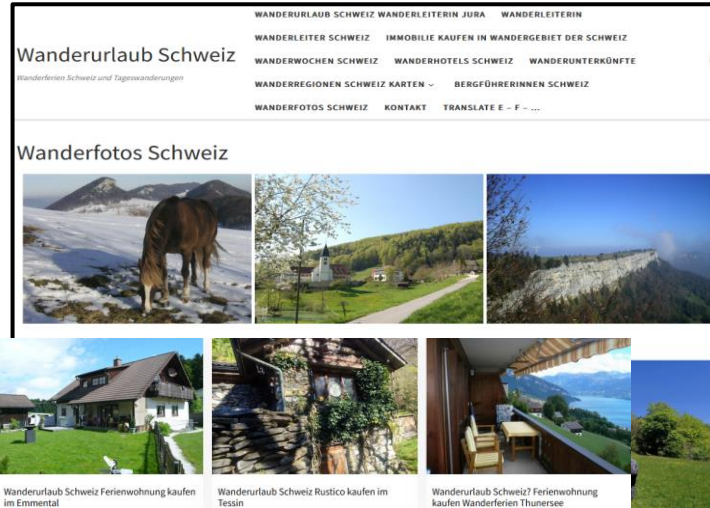 WANDERURLAUB SCHWEIZ WANDERLEITERIN JURA WANDERLEITERIN
WANDERLEITER SCHWEIZ IMMOBILIE KAUFEN IN WANDERGEBIET DER SCHWEIZ
Wanderurlaub Schweiz
WANDERWOCHEN SCHWEIZ WANDERHOTELS SCHWEIZ WANDERUNTERKÜNFTE
Wanderferien Schweiz und Tageswanderungen
WANDERREGIONEN SCHWEIZ KARTEN BERGFÜHRERINNEN SCHWEIZ
WANDERFOTOS SCHWEIZ KONTAKT TRANSLATE E – F – ...
Wanderfotos Schweiz
Wanderurlaub Schweiz Ferienwohnung kaufen
im Emmental
Wanderurlaub Schweiz Rustico kaufen im
Tessin
Wanderurlaub Schweiz? Ferienwohnung
kaufen Wanderferien Thunersee